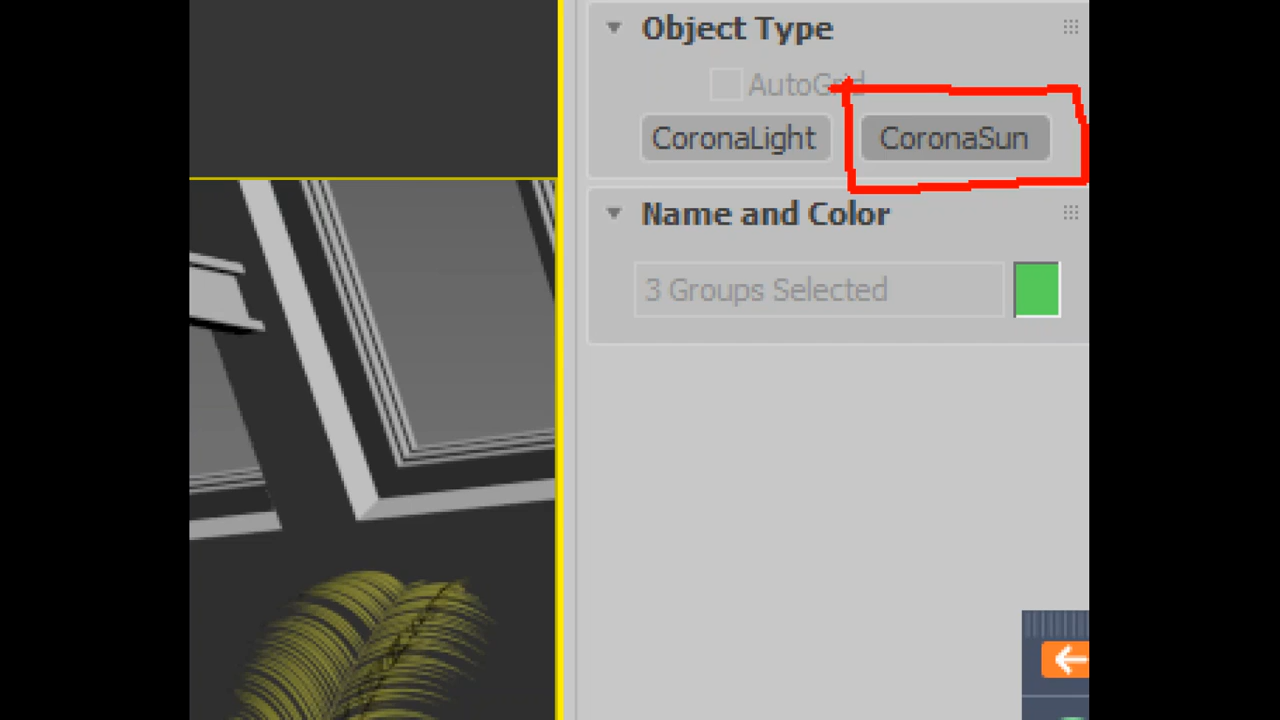 Object Type
AutoGrid
CoronaLight CoronaSun
Name and Color
3 Groups Selected